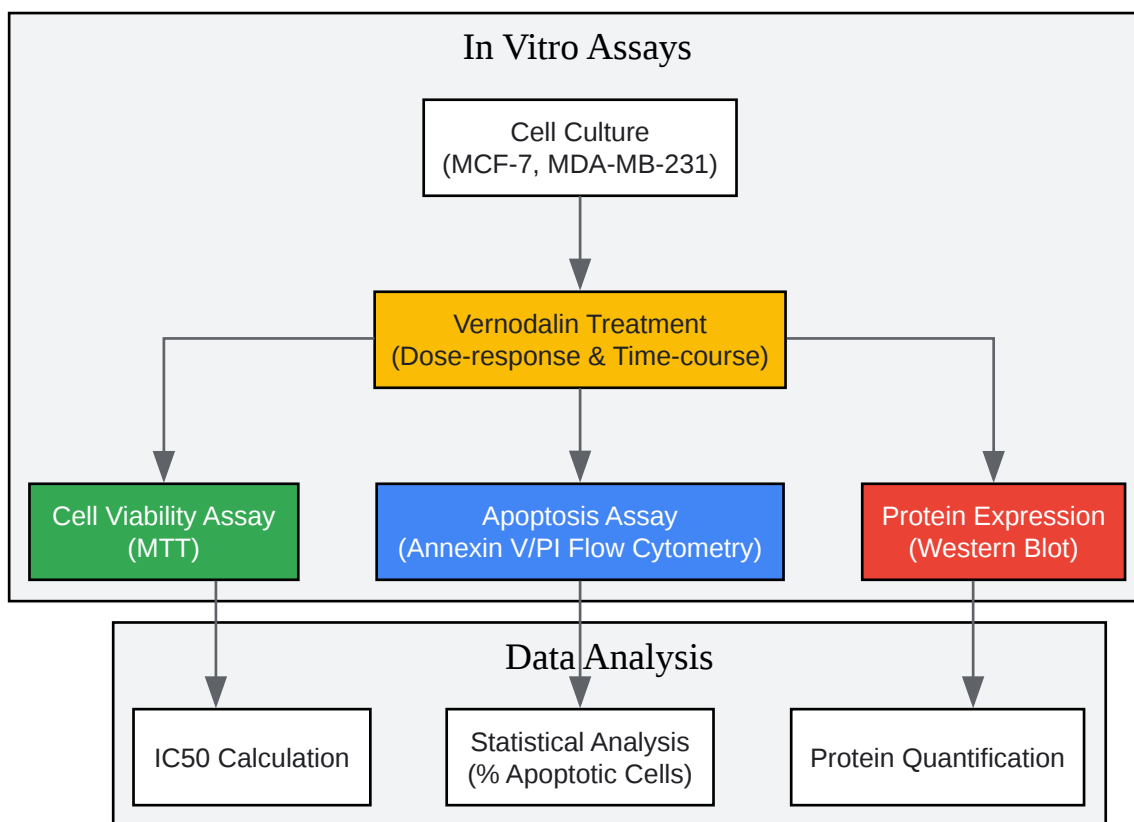 In Vitro Assays
Cell Culture
(MCF-7, MDA-MB-231)
Vernodalin Treatment
(Dose-response & Time-course)
Cell Viability Assay
(MTT)
Apoptosis Assay
(Annexin V/PI Flow Cytometry)
Protein Expression
(Western Blot)
Data Analysis
IC50 Calculation
Statistical Analysis
(% Apoptotic Cells)
Protein Quantification